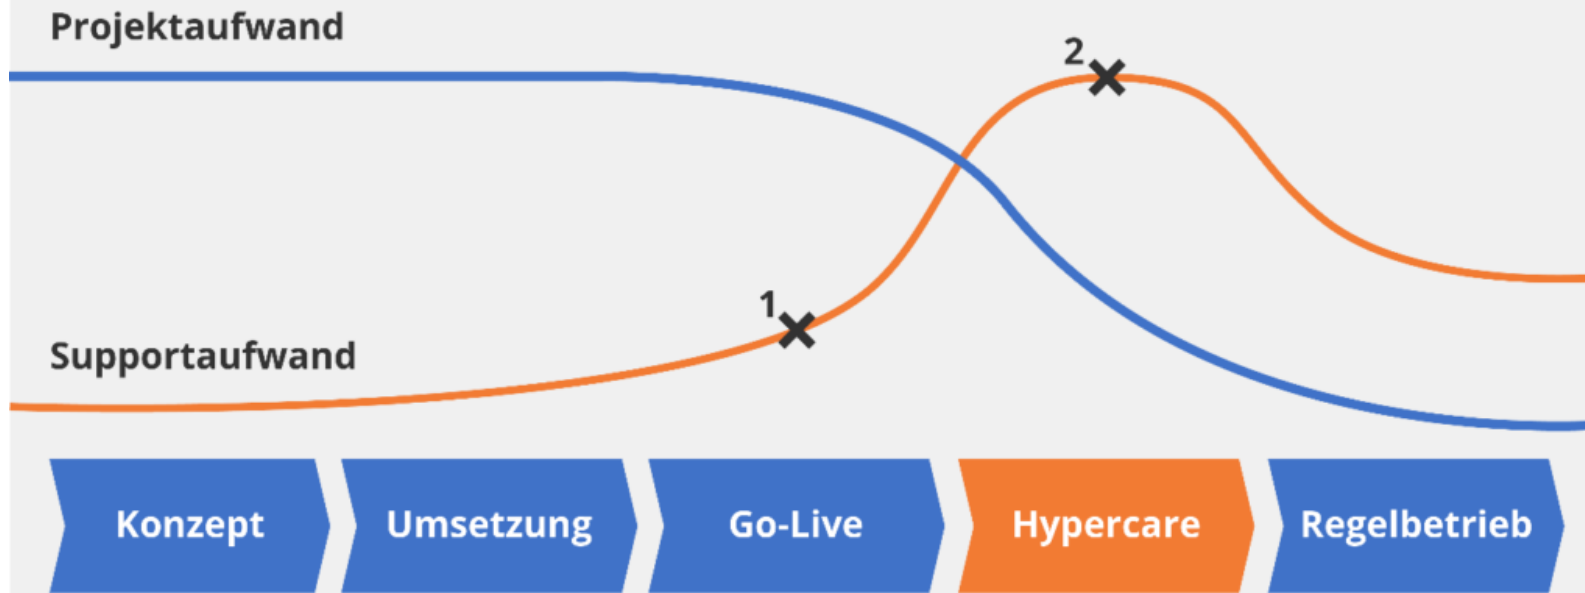 Projektaufwand
2
1
Supportaufwand
Konzept
Umsetzung
Go-Live
Hypercare
Regelbetrieb